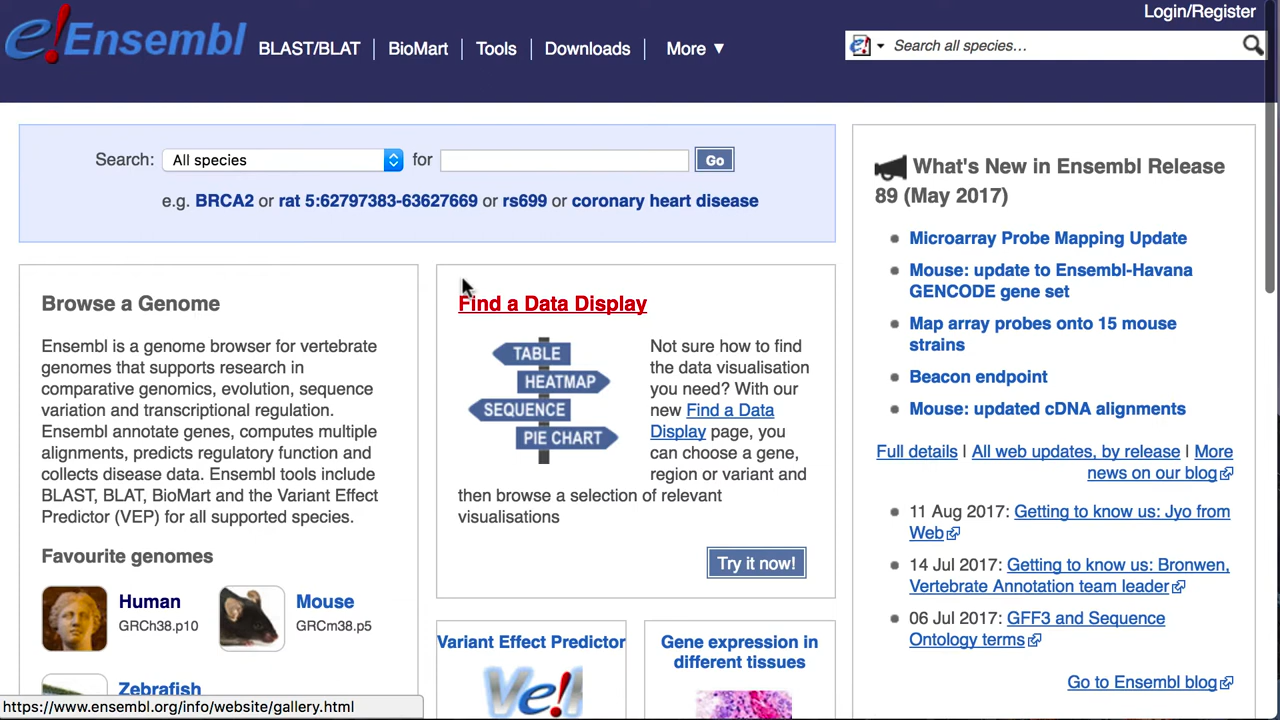 Login/Register
e!Ensembl
BLAST/BLAT
BioMart
Tools
Downloads
More ▼
Search all species…
Search: All species for Go
e.g. BRCA2 or rat 5:62797383-63627669 or rs699 or coronary heart disease
Browse a Genome
Ensembl is a genome browser for vertebrate
genomes that supports research in
comparative genomics, evolution, sequence
variation and transcriptional regulation.
Ensembl annotate genes, computes multiple
alignments, predicts regulatory function and
collects disease data. Ensembl tools include
BLAST, BLAT, BioMart and the Variant Effect
Predictor (VEP) for all supported species.
Favourite genomes
Human
GRCh38.p10
Mouse
GRCm38.p5
Zebrafish
Find a Data Display
TABLE
HEATMAP
SEQUENCE
PIE CHART
Not sure how to find
the data visualisation
you need? With our
new Find a Data
Display page, you
can choose a gene,
region or variant and
then browse a selection of relevant
visualisations
Try it now!
Variant Effect Predictor
Ve!
Gene expression in
different tissues
What's New in Ensembl Release
89 (May 2017)
Microarray Probe Mapping Update
Mouse: update to Ensembl-Havana
GENCODE gene set
Map array probes onto 15 mouse
strains
Beacon endpoint
Mouse: updated cDNA alignments
Full details | All web updates, by release | More
news on our blog
11 Aug 2017: Getting to know us: Jyo from
Web
14 Jul 2017: Getting to know us: Bronwen,
Vertebrate Annotation team leader
06 Jul 2017: GFF3 and Sequence
Ontology terms
Go to Ensembl blog
https://www.ensembl.org/info/website/gallery.html